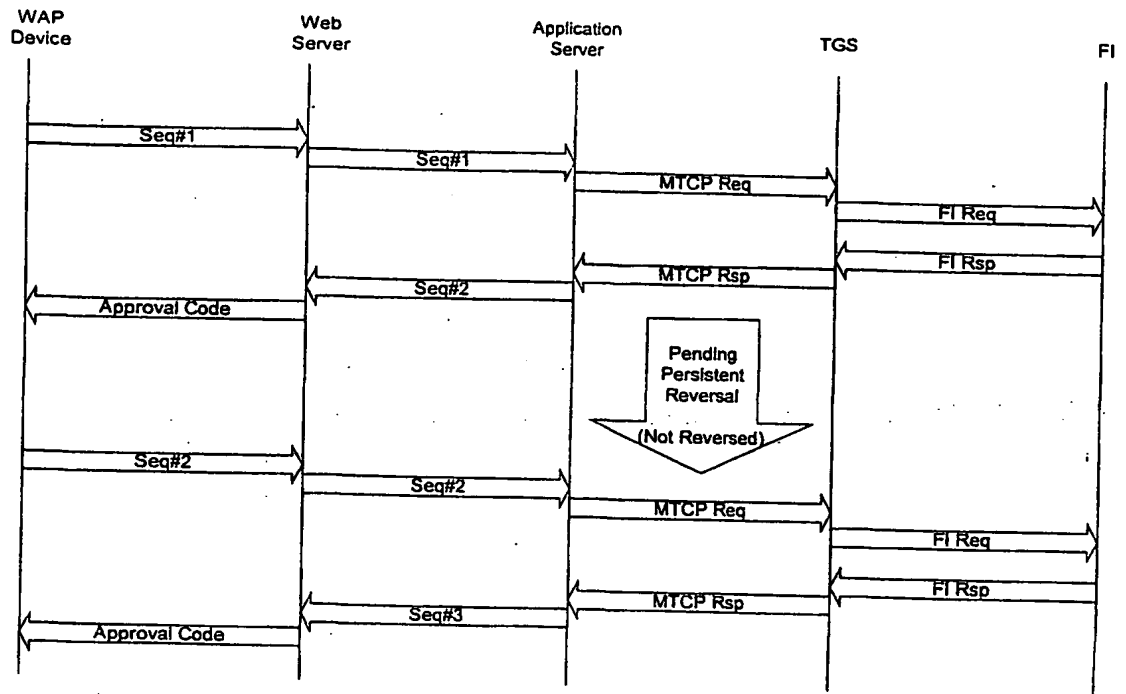 WAP
Device
Web
Server
Application
Server
TGS
FI
Seq#1
Seq#1
MTCP Req
FI Req
FI Rsp
MTCP Rsp
Seq#2
Approval Code
Pending
Persistent
Reversal
(Not Reversed)
Seq#2
Seq#2
MTCP Req
FI Req
FI Rsp
MTCP Rsp
Seq#3
Approval Code